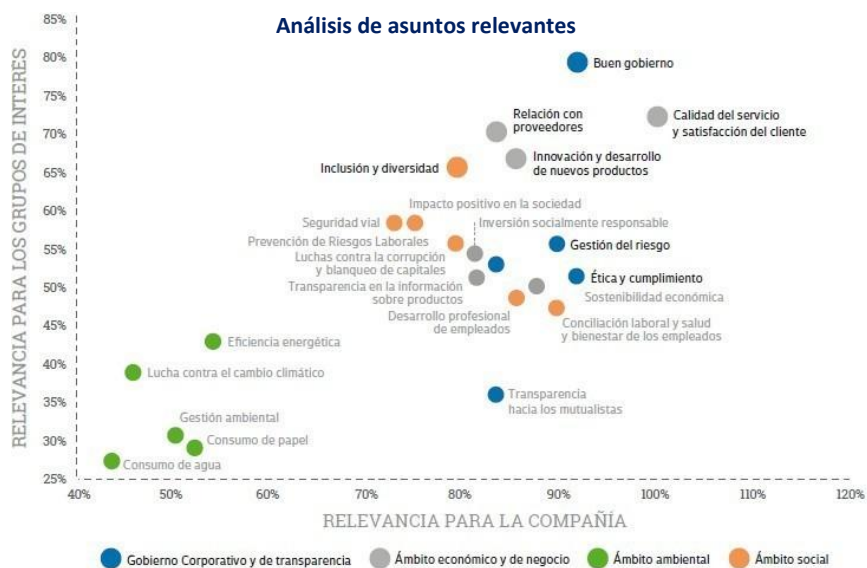 Análisis de asuntos relevantes
RELEVANCIA PARA LOS GRUPOS DE INTERÉS
85%
80%
75%
70%
65%
60%
55%
50%
45%
40%
35%
30%
25%
Buen gobierno
Relación con
proveedores
Calidad del servicio
y satisfacción del cliente
Innovación y desarrollo
de nuevos productos
Inclusión y diversidad
Impacto positivo en la sociedad
Seguridad vial
Inversión socialmente responsable
Prevención de Riesgos Laborales
Gestión del riesgo
Luchas contra la corrupción
y blanqueo de capitales
Ética y cumplimiento
Transparencia en la información
sobre productos
Sostenibilidad económica
Desarrollo profesional
de empleados
Conciliación laboral y salud
y bienestar de los empleados
Eficiencia energética
Lucha contra el cambio climático
Transparencia
hacia los mutualistas
Gestión ambiental
Consumo de papel
Consumo de agua
40%
50%
60%
70%
80%
90%
100%
110%
120%
RELEVANCIA PARA LA COMPAÑÍA
Gobierno Corporativo y de transparencia
Ámbito económico y de negocio
Ámbito ambiental
Ámbito social